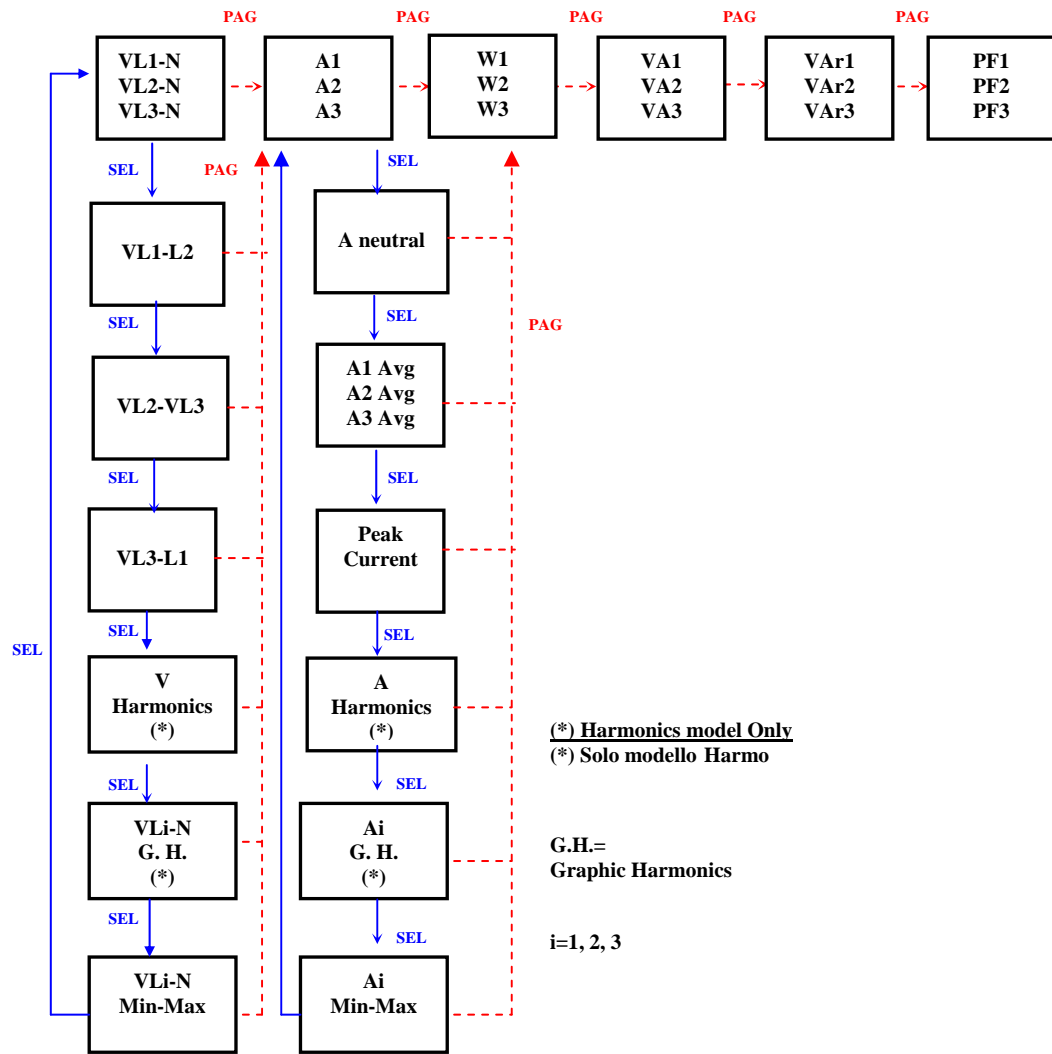 PAG PAG PAG PAG PAG
VL1-N
VL2-N
VL3-N
A1
A2
A3
W1
W2
W3
VA1
VA2
VA3
VAr1
VAr2
VAr3
PF1
PF2
PF3
SEL
PAG
SEL
VL1-L2
A neutral
SEL
SEL
PAG
VL2-VL3
A1 Avg
A2 Avg
A3 Avg
SEL
SEL
VL3-L1
Peak
Current
SEL
SEL
SEL
V
Harmonics
(*)
A
Harmonics
(*)
(*) Harmonics model Only
(*) Solo modello Harmo
SEL
SEL
VLi-N
G. H.
(*)
Ai
G. H.
(*)
G.H.=
Graphic Harmonics
SEL
SEL
i=1, 2, 3
VLi-N
Min-Max
Ai
Min-Max